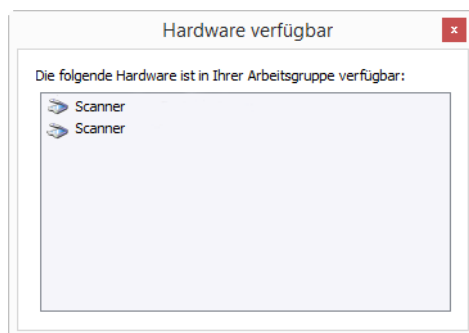 Hardware verfügbar
x
Die folgende Hardware ist in Ihrer Arbeitsgruppe verfügbar:
Scanner
Scanner